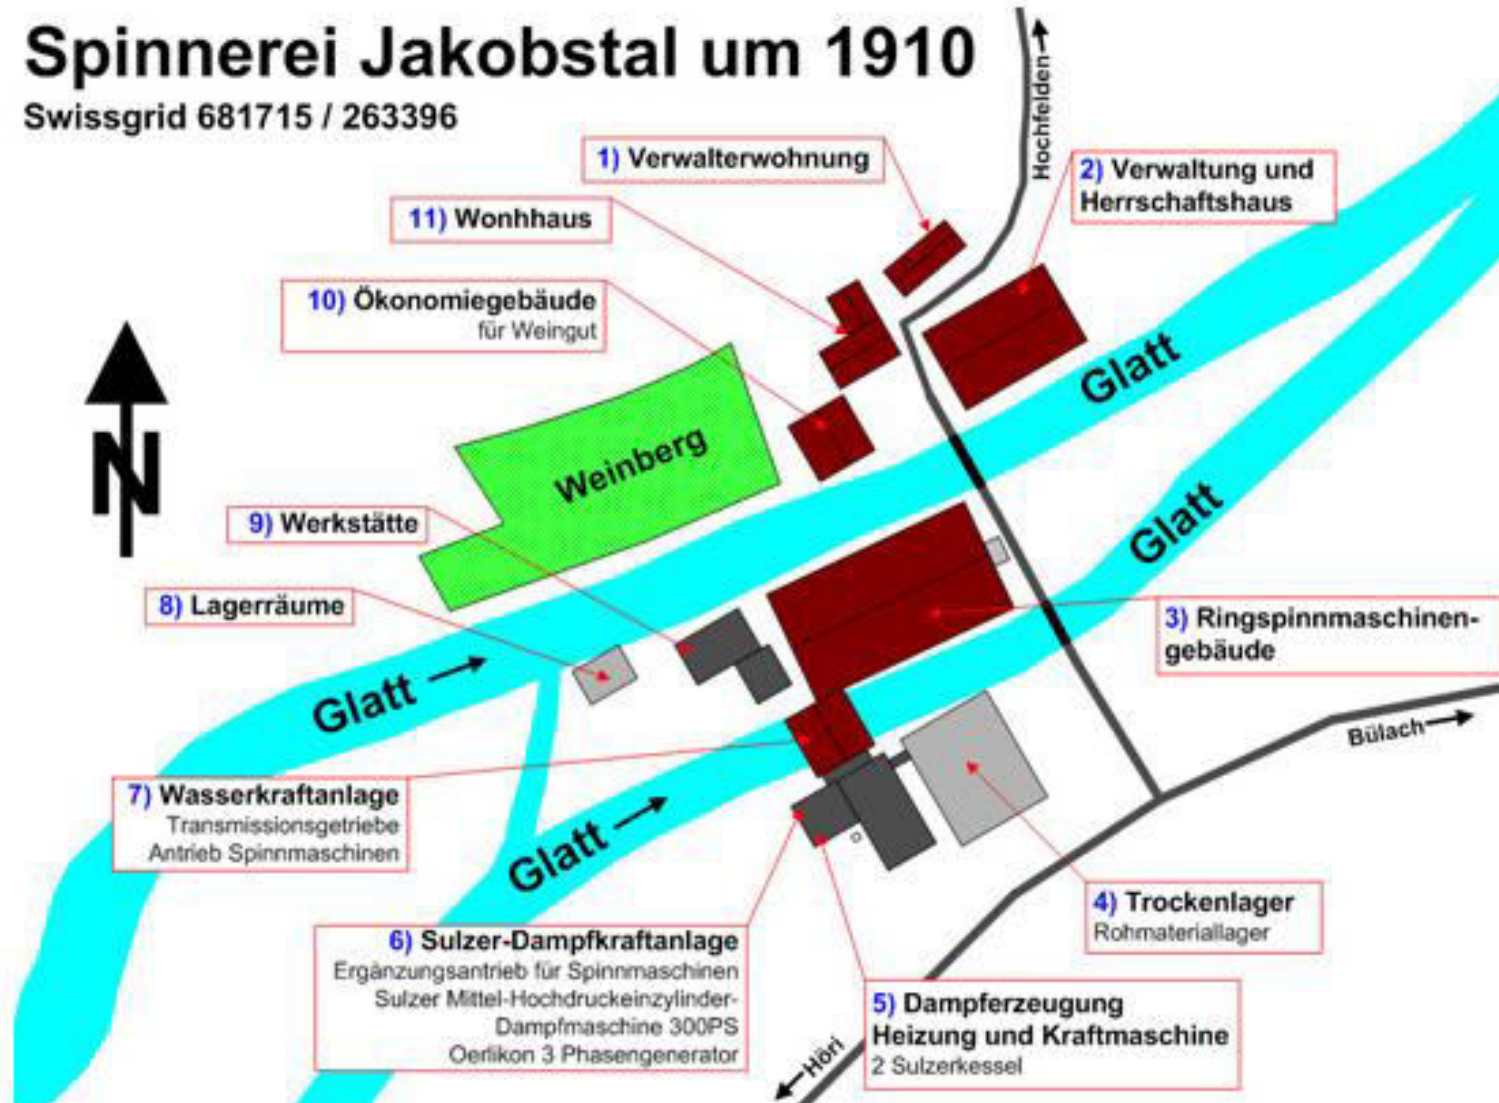 Spinnerei Jakobstal um 1910
Swissgrid 681715 / 263396
Hochfelden
1) Verwalterwohnung
2) Verwaltung und
Herrschaftshaus
11) Wonhhaus
10) Ökonomiegebäude
für Weingut
Glatt
Weinberg
N
9) Werkstätte
Glatt
8) Lagerräume
3) Ringspinnmaschinen-
gebäude
Glatt
Bülach
7) Wasserkraftanlage
Transmissionsgetriebe
Antrieb Spinnmaschinen
Glatt
4) Trockenlager
Rohmateriallager
6) Sulzer-Dampfkraftanlage
Ergänzungsantrieb für Spinnmaschinen
Sulzer Mittel-Hochdruckeinzylinder-
Dampfmaschine 300PS
Oerlikon 3 Phasengenerator
5) Dampferzeugung
Heizung und Kraftmaschine
2 Sulzerkessel
Höri